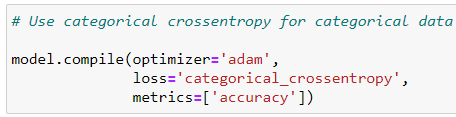 # Use categorical crossentropy for categorical data
model.compile(optimizer='adam',
loss='categorical_crossentropy',
metrics=['accuracy'])